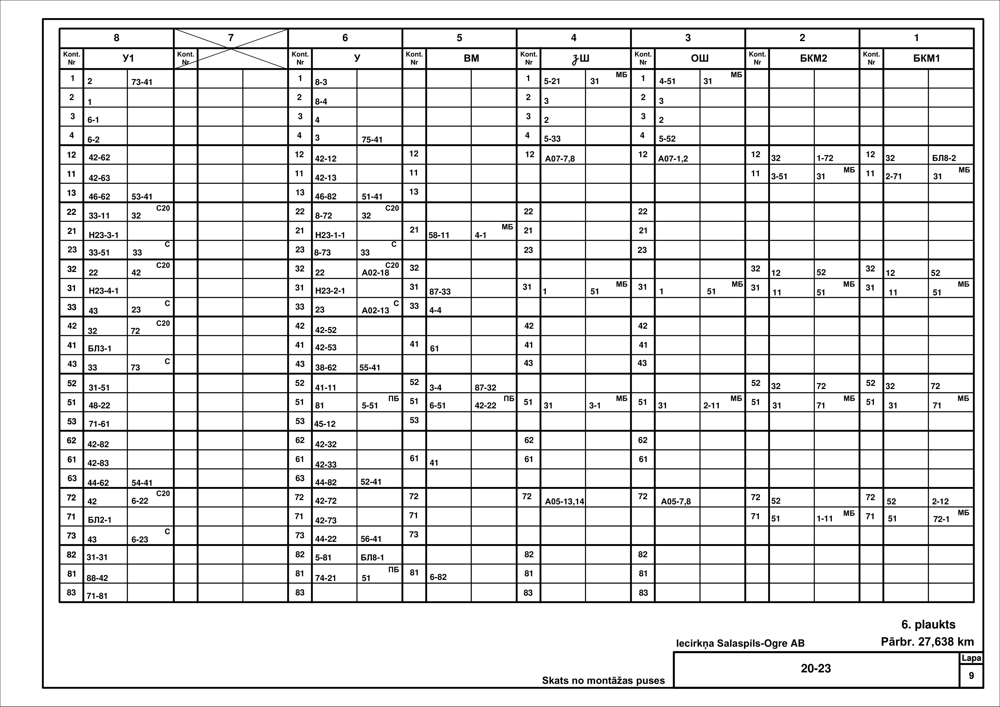 8 7 6 5 4 3 2 1
Kont. Nr У1 Kont. Nr Kont. Nr У Kont. Nr ВМ Kont. Nr Ш Kont. Nr ОШ Kont. Nr БКМ2 Kont. Nr БКМ1
1 2 73-41 1 8-3 1 5-21 31 МБ 1 4-51 31 МБ
2 1 2 8-4 2 3 2 3
3 6-1 3 4 3 2 3 2
4 6-2 4 3 75-41 4 5-33 4 5-52
12 42-62 12 42-12 12 12 А07-7,8 12 А07-1,2 12 32 1-72 12 32 БЛ8-2
11 42-63 11 42-13 11 11 3-51 31 МБ 11 2-71 31 МБ
13 46-62 53-41 13 46-82 51-41 13
22 33-11 32 С20 22 8-72 32 С20 22 22
21 Н23-3-1 21 Н23-1-1 21 58-11 4-1 МБ 21 21
23 33-51 33 С 23 8-73 33 С 23 23
32 22 42 С20 32 22 А02-18 С20 32 32 12 52 32 12 52
31 Н23-4-1 31 Н23-2-1 31 87-33 31 1 51 МБ 31 1 51 МБ 31 11 51 МБ 31 11 51 МБ
33 43 23 С 33 23 А02-13 С 33 4-4
42 32 72 С20 42 42-52 42 42
41 БЛ3-1 41 42-53 41 61 41 41
43 33 73 С 43 38-62 55-41 43 43
52 31-51 52 41-11 52 3-4 87-32 52 32 72 52 32 72
51 48-22 51 81 5-51 ПБ 51 6-51 42-22 ПБ 51 31 3-1 МБ 51 31 2-11 МБ 51 31 71 МБ 51 31 71 МБ
53 71-61 53 45-12 53
62 42-82 62 42-32 62 62
61 42-83 61 42-33 61 41 61 61
63 44-62 54-41 63 44-82 52-41
72 42 6-22 С20 72 42-72 72 72 А05-13,14 72 А05-7,8 72 52 72 52 2-12
71 БЛ2-1 71 42-73 71 71 51 1-11 МБ 71 51 72-1 МБ
73 43 6-23 С 73 44-22 56-41 73
82 31-31 82 5-81 БЛ8-1 82 82
81 88-42 81 74-21 51 ПБ 81 6-82 81 81
83 71-81 83 83 83
6. plaukts
Iecirkņa Salaspils-Ogre AB Pārbr. 27,638 km
Lapa
20-23
9
Skats no montāžas puses